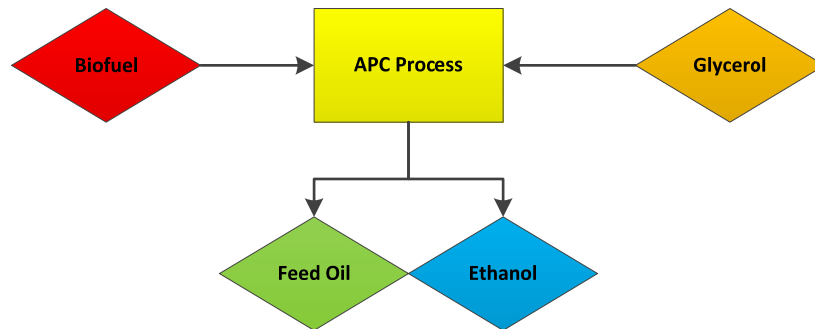 Biofuel
APC Process
Glycerol
Feed Oil
Ethanol